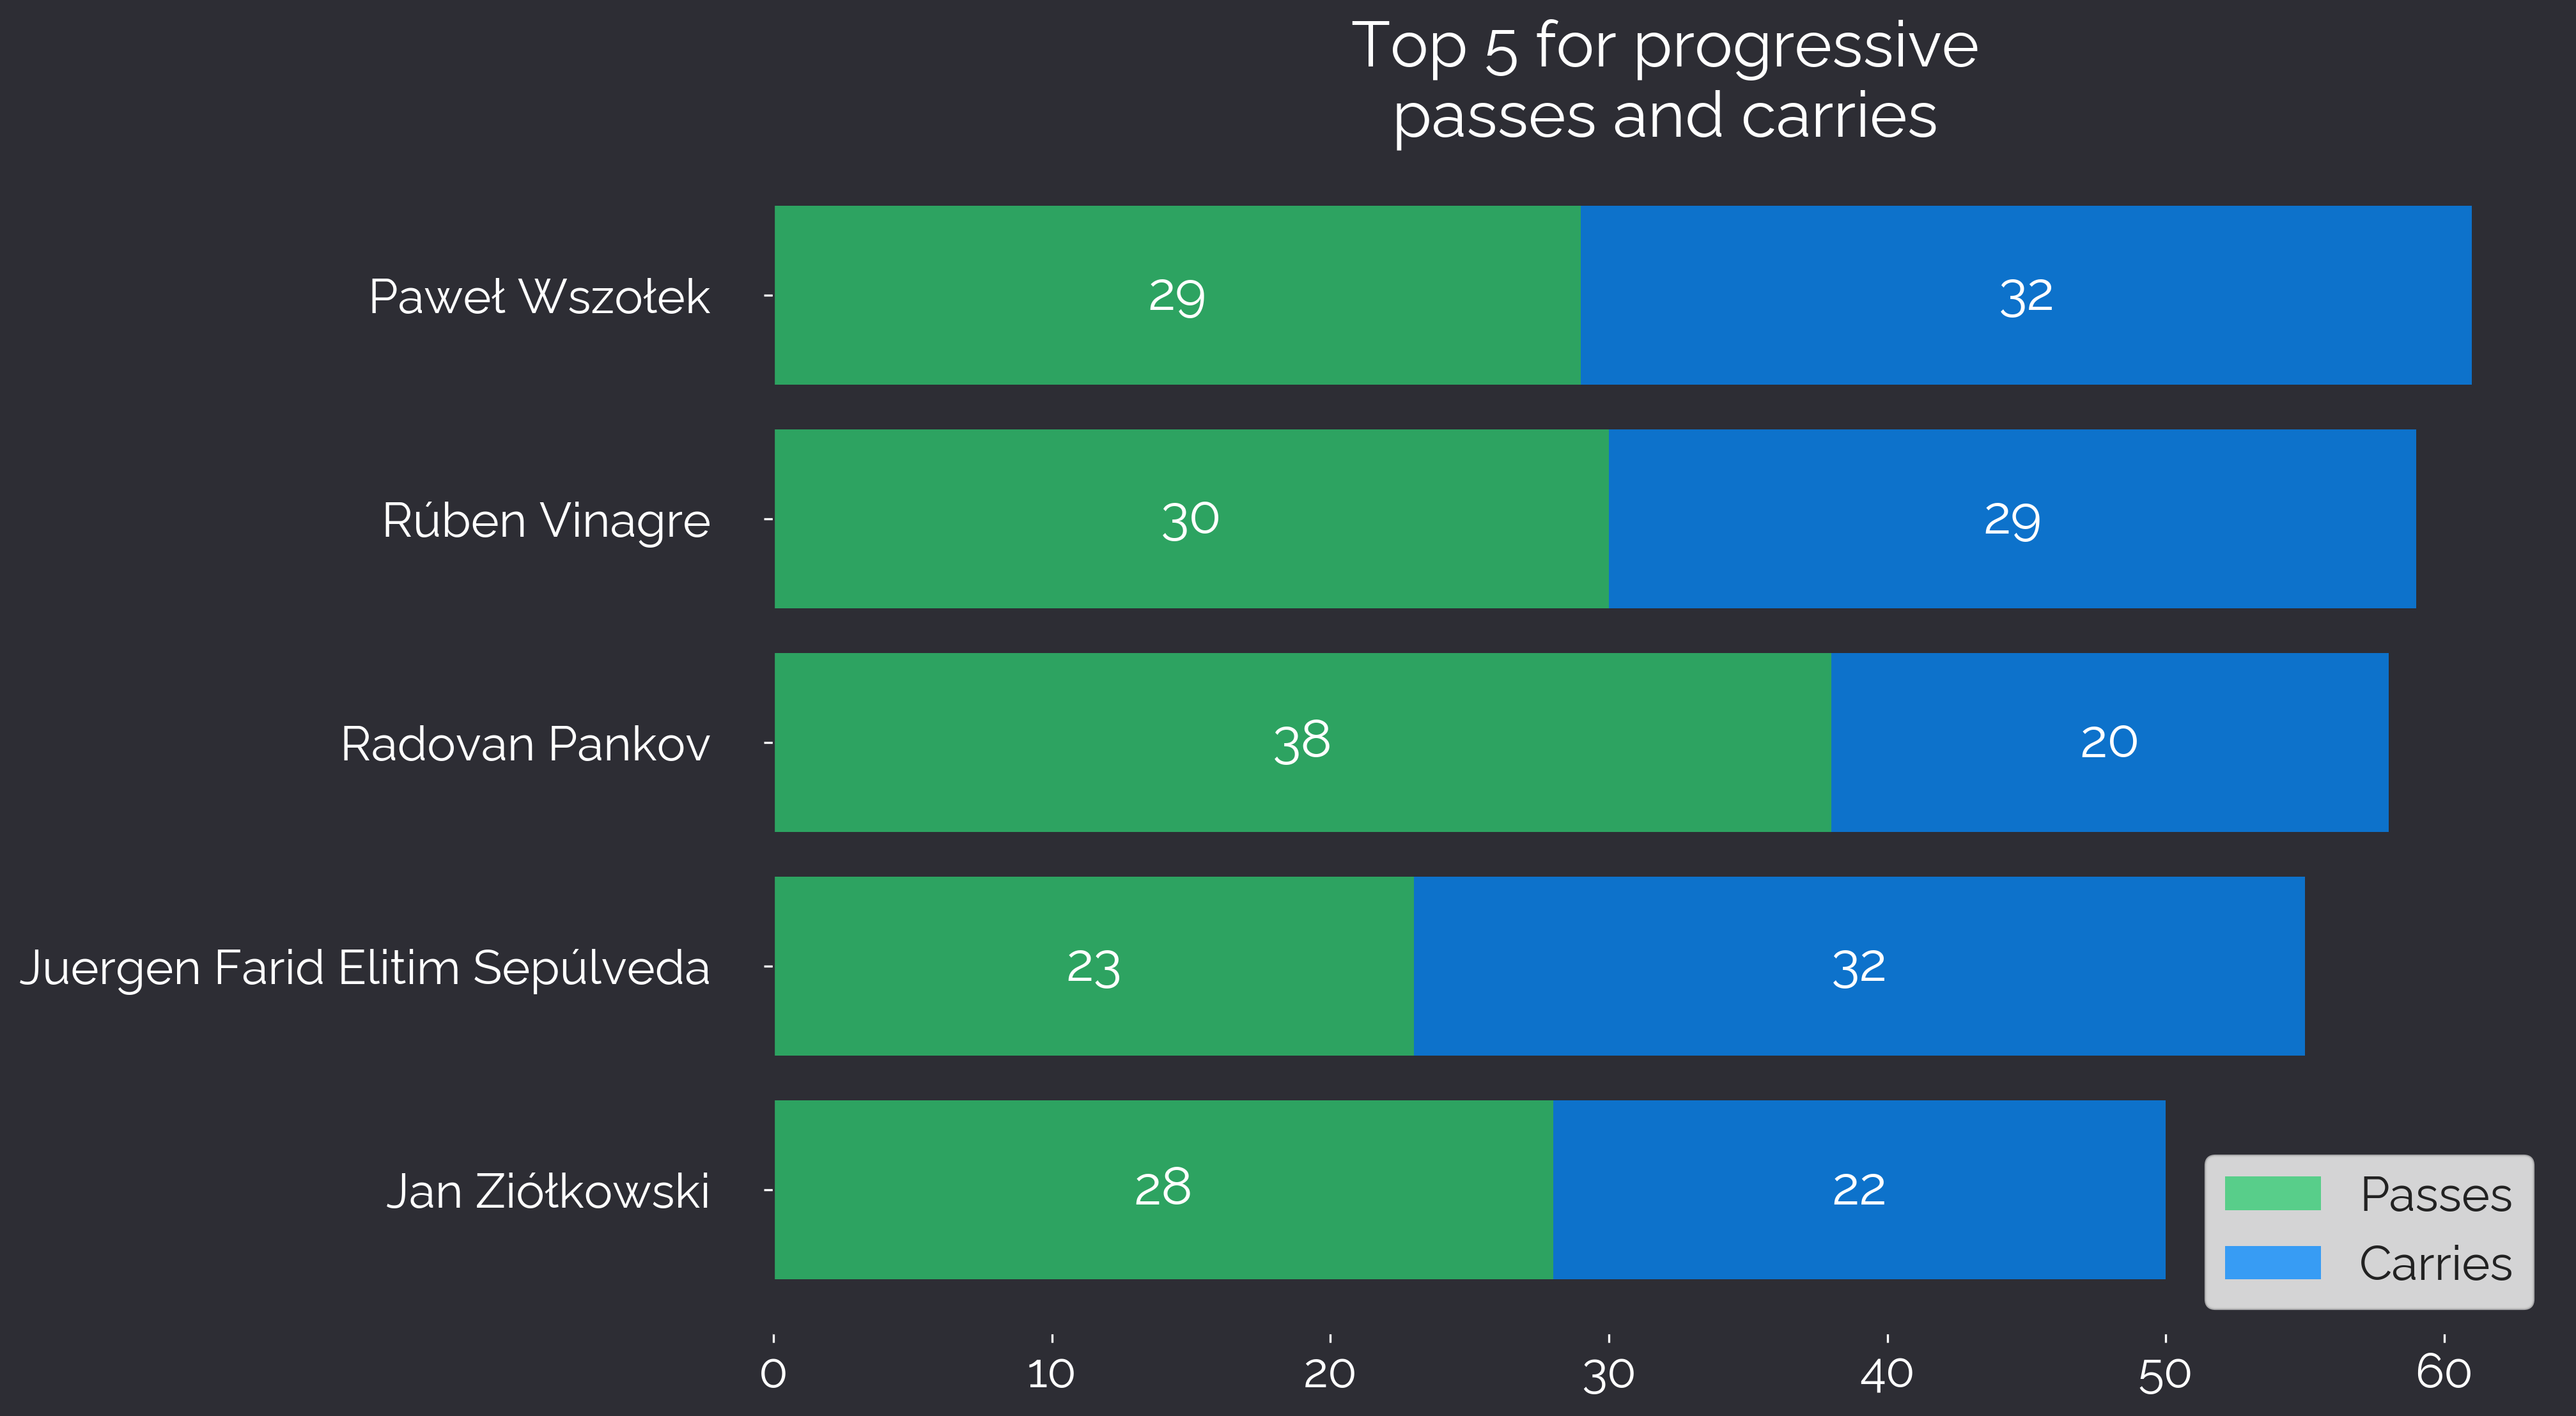 Top 5 for progressive
passes and carries
Paweł Wszołek 29 32
Rúben Vinagre 30 29
Radovan Pankov 38 20
Juergen Farid Elitim Sepúlveda 23 32
Jan Ziółkowski 28 22
Passes
Carries
0 10 20 30 40 50 60